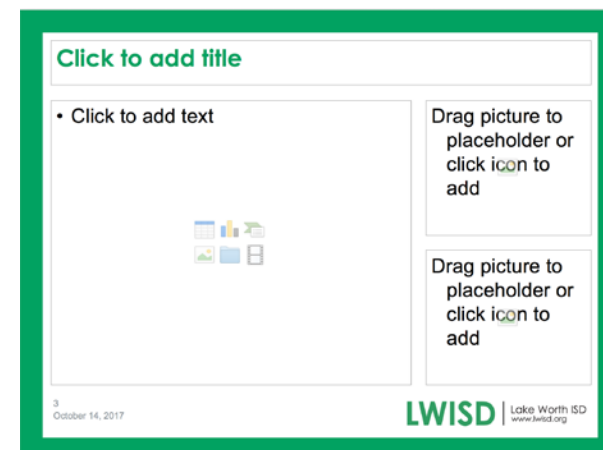 Click to add title
• Click to add text
Drag picture to
placeholder or
click icon to
add
Drag picture to
placeholder or
click icon to
add
3
October 14, 2017
LWISD
Lake Worth ISD
www.lwisd.org